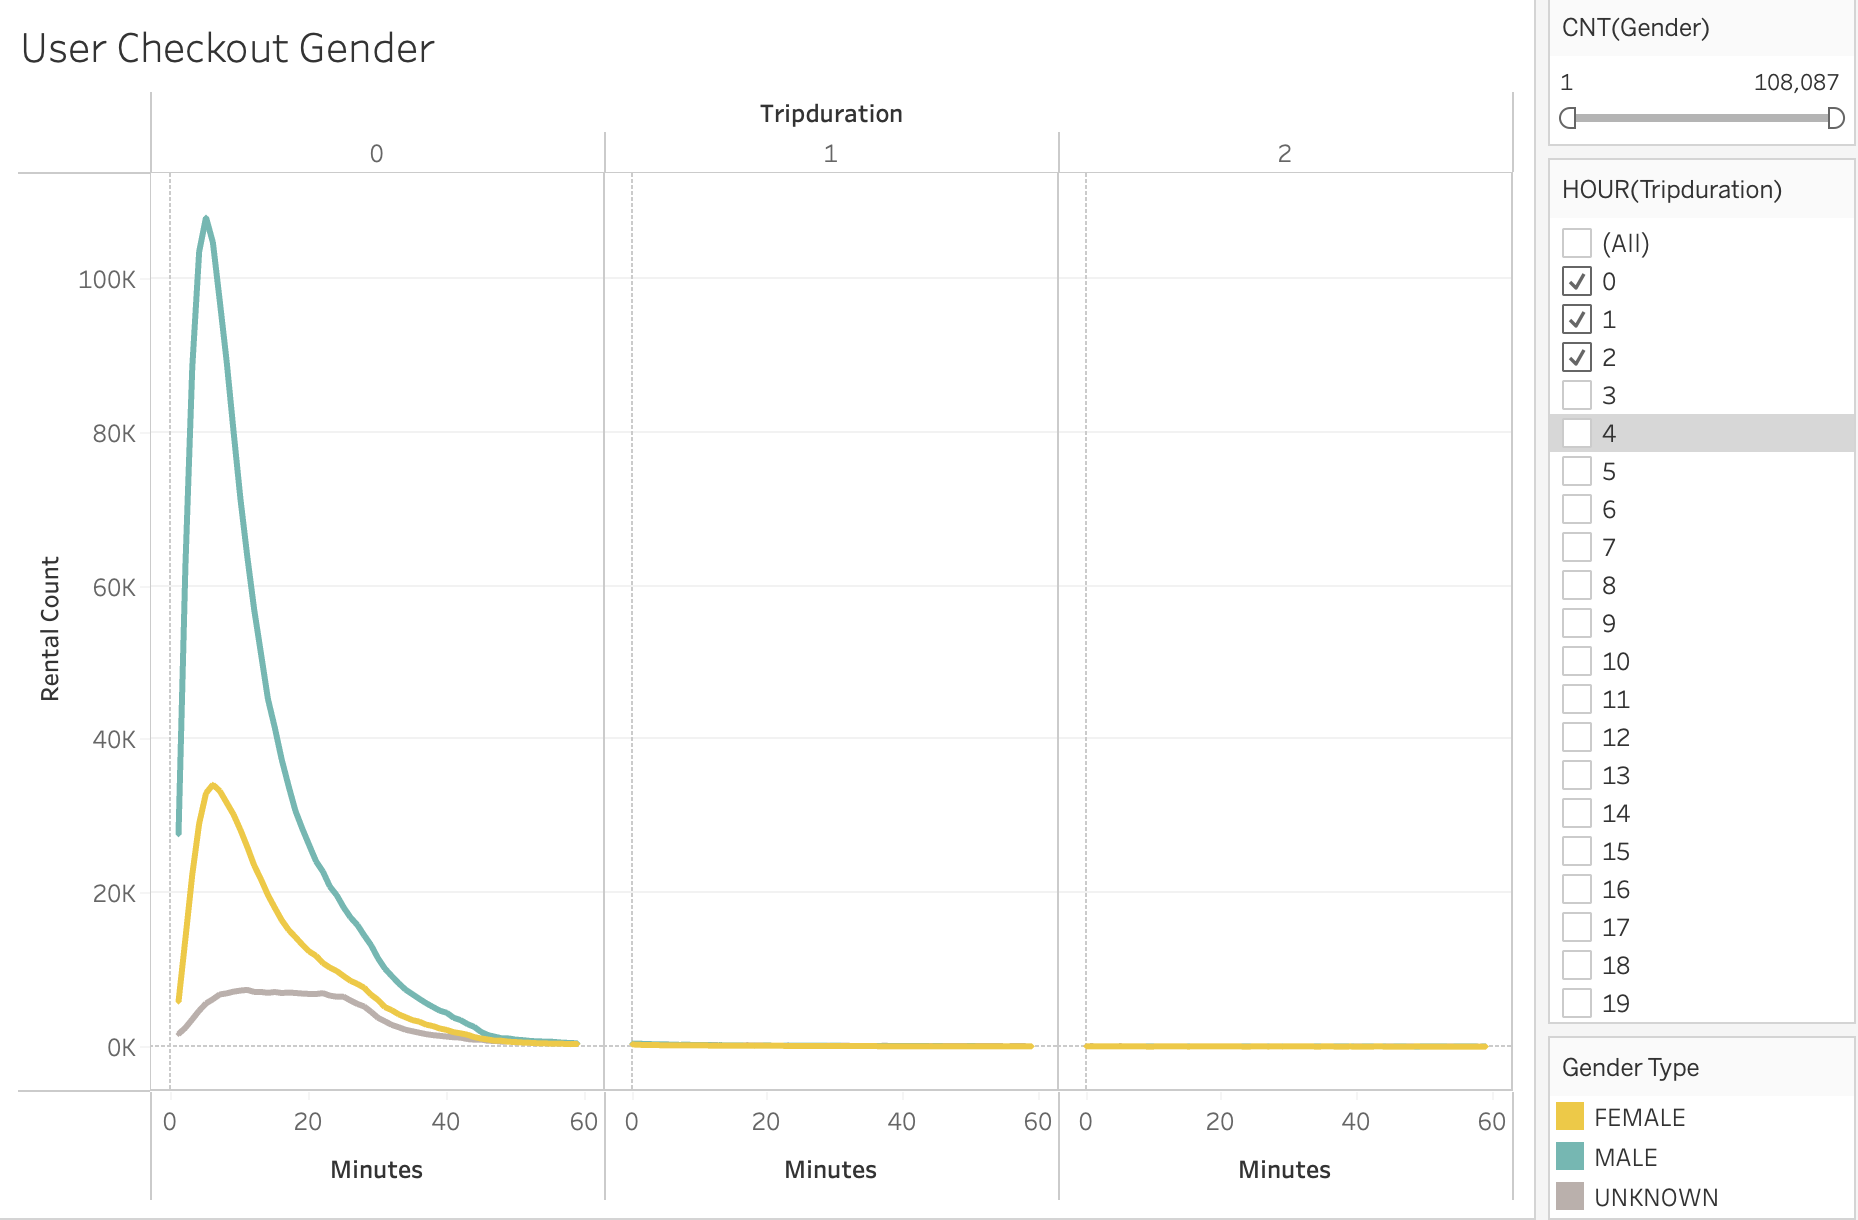 User Checkout Gender
Tripduration
0
1
2
100K
80K
60K
40K
20K
0K
Rental Count
0 20 40 60
0 20 40 60
0 20 40 60
Minutes
Minutes
Minutes
CNT(Gender)
1 108,087
HOUR(Tripduration)
(All)
0
1
2
3
4
5
6
7
8
9
10
11
12
13
14
15
16
17
18
19
Gender Type
FEMALE
MALE
UNKNOWN